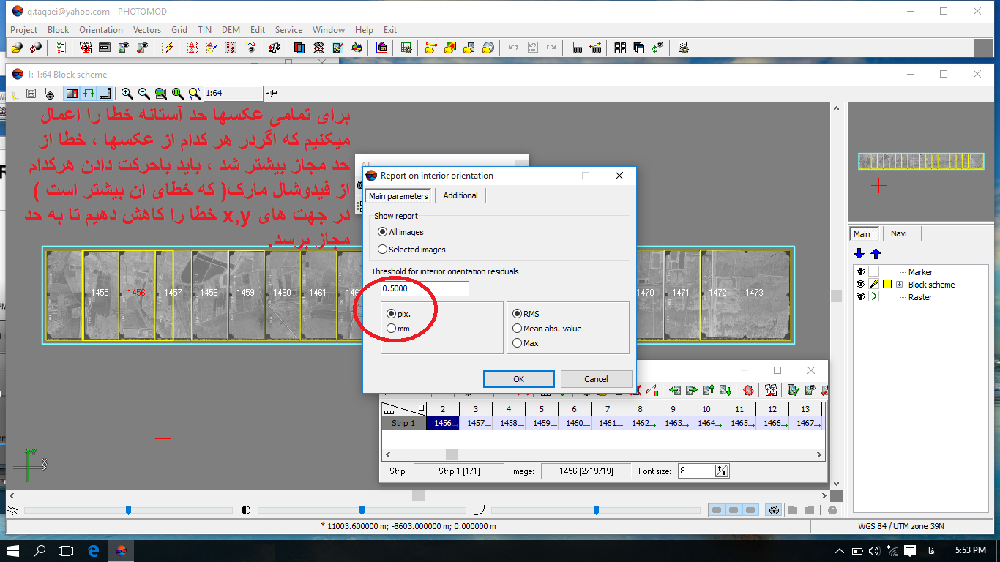 q.taqaei@yahoo.com - PHOTOMOD
Project Block Orientation Vectors Grid TIN DEM Edit Service Window Help Exit
1: 1:64 Block scheme
1:64
برای تمامی عکسها حد آستانه خطا را اعمال
میکنیم که اگردر هر کدام از عکسها ، خطا از
حد مجاز بیشتر شد ، باید باحرکت دادن هرکدام
از فیدوشال مارک( که خطای ان بیشتر است )
در جهت های x,y خطا را کاهش دهیم تا به حد
مجاز برسد.
AT
Report on interior orientation
Main parameters Additional
Show report
All images
Selected images
Threshold for interior orientation residuals
0.5000
pix.
mm
RMS
Mean abs. value
Max
OK Cancel
1455 1456 1457 1458 1459 1460 1461 1470 1471 1472 1473
Main Navi
Marker
Block scheme
Raster
2 3 4 5 6 7 8 9 10 11 12 13
Strip 1 1456 1457 1458 1459 1460 1461 1462 1463 1464 1465 1466 1467
Strip: Strip 1 [1/1] Image: 1456 [2/19/19] Font size: 8
Y
X
* 11003.600000 m; -8603.000000 m; 0.000000 m
WGS 84 / UTM zone 39N
فا
5:53 PM